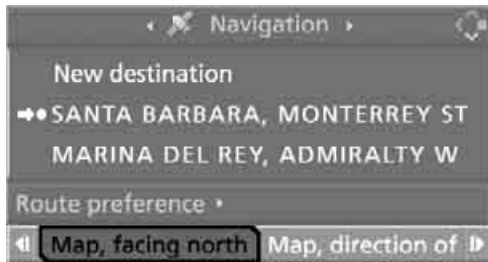 Navigation
New destination
SANTA BARBARA, MONTERREY ST
MARINA DEL REY, ADMIRALTY W
Route preference
Map, facing north Map, direction of